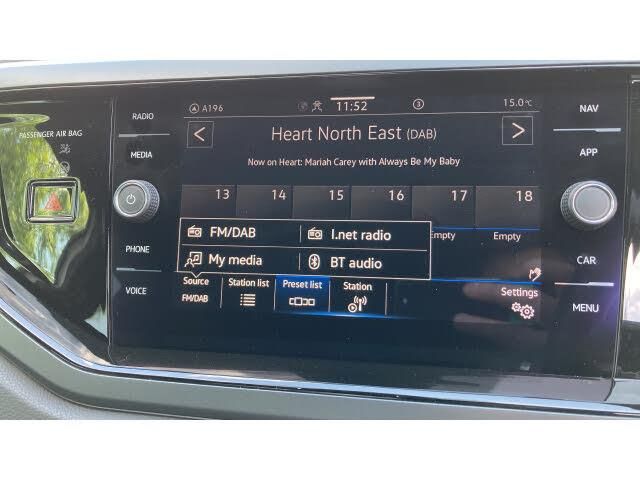 RADIO
MEDIA
PHONE
VOICE
PASSENGER AIR BAG
A196
11:52
3
15.0°C
Heart North East (DAB)
Now on Heart: Mariah Carey with Always Be My Baby
13 14 15 16 17 18
FM/DAB I.net radio
My media BT audio
Empty Empty
Source Station list Preset list Station Settings
FM/DAB
NAV
APP
CAR
MENU